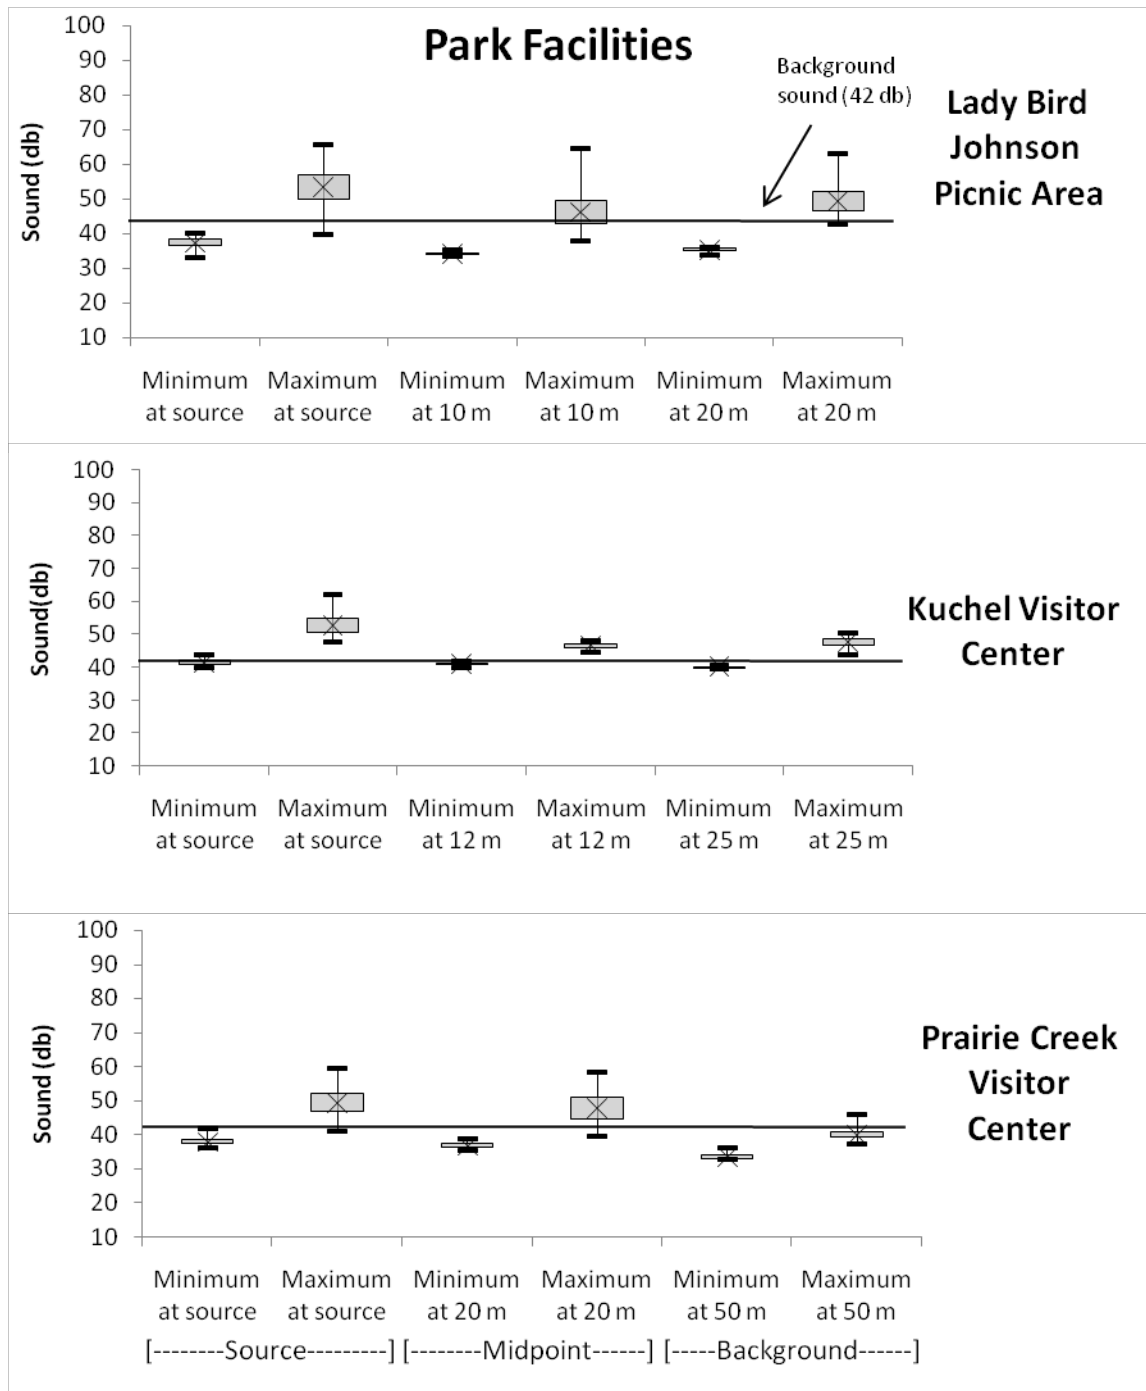 Park Facilities
Background
sound (42 db)
Lady Bird
Johnson
Picnic Area
Sound (db)
100
90
80
70
60
50
40
30
20
10
Minimum Maximum Minimum Maximum Minimum Maximum
at source at source at 10 m at 10 m at 20 m at 20 m
Kuchel Visitor
Center
Sound(db)
100
90
80
70
60
50
40
30
20
10
Minimum Maximum Minimum Maximum Minimum Maximum
at source at source at 12 m at 12 m at 25 m at 25 m
Prairie Creek
Visitor
Center
Sound (db)
100
90
80
70
60
50
40
30
20
10
Minimum Maximum Minimum Maximum Minimum Maximum
at source at source at 20 m at 20 m at 50 m at 50 m
[--------Source---------] [--------Midpoint------] [-----Background------]